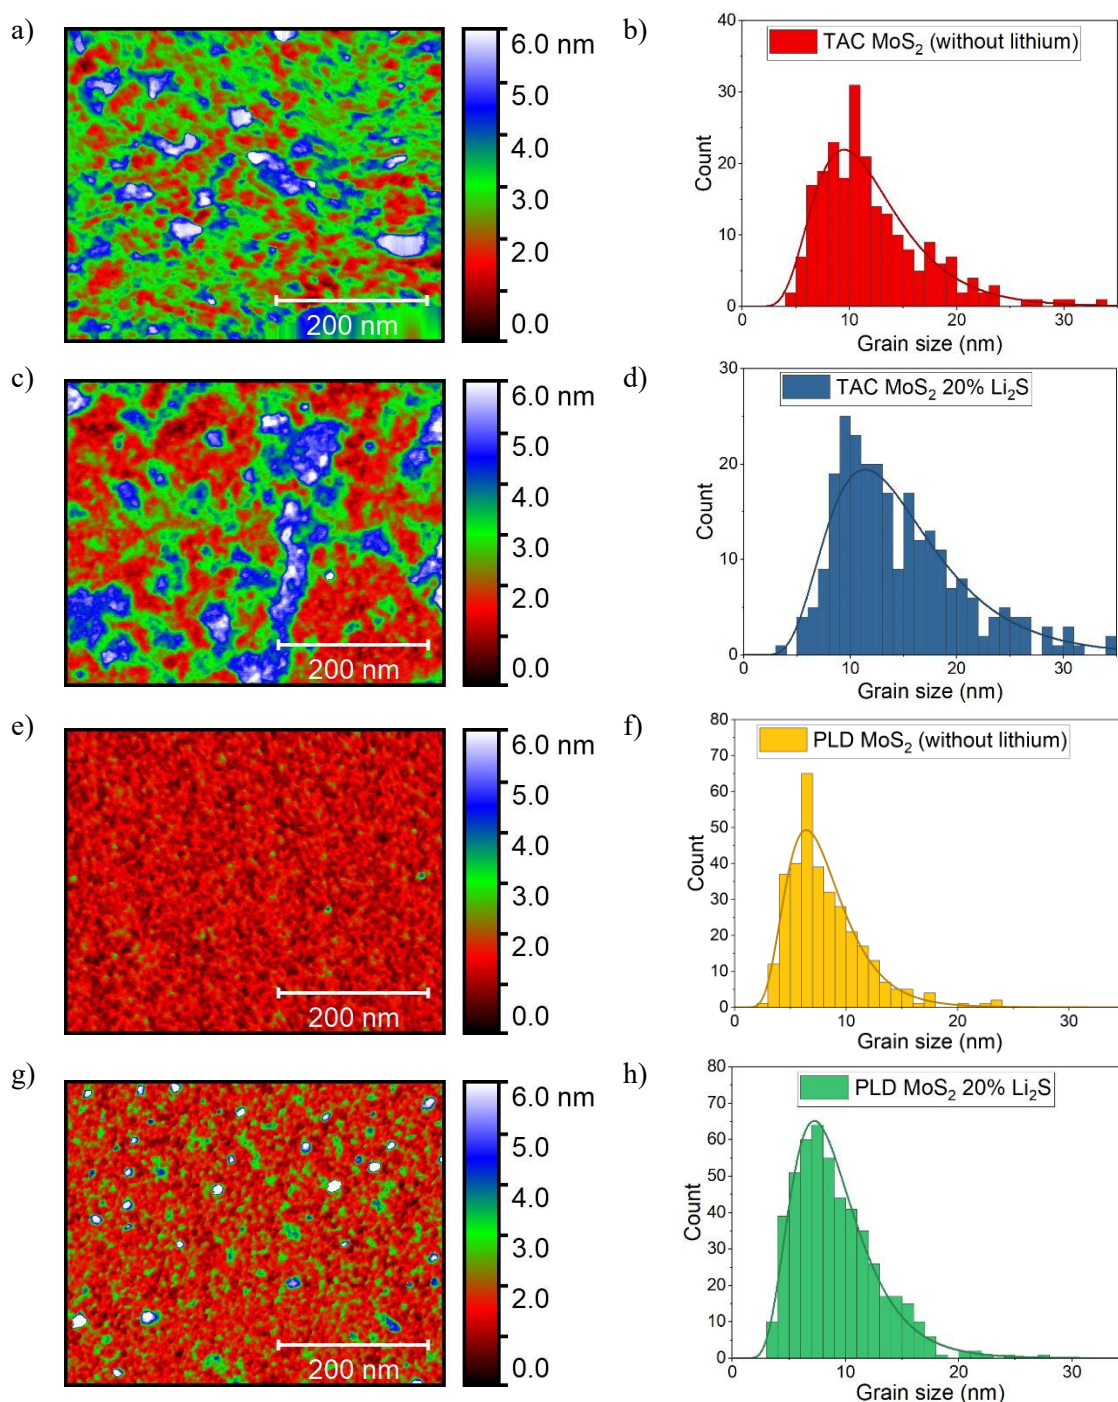 a)
6.0 nm
5.0
4.0
3.0
2.0
0.0
200 nm
b)
TAC MoS₂ (without lithium)
Count
40
30
20
10
0
0 10 20 30
Grain size (nm)
c)
6.0 nm
5.0
4.0
3.0
2.0
0.0
200 nm
d)
TAC MoS₂ 20% Li₂S
Count
30
20
10
0
0 10 20 30
Grain size (nm)
e)
6.0 nm
5.0
4.0
3.0
2.0
0.0
200 nm
f)
PLD MoS₂ (without lithium)
Count
80
70
60
50
40
30
20
10
0
0 10 20 30
Grain size (nm)
g)
6.0 nm
5.0
4.0
3.0
2.0
0.0
200 nm
h)
PLD MoS₂ 20% Li₂S
Count
80
70
60
50
40
30
20
10
0
0 10 20 30
Grain size (nm)